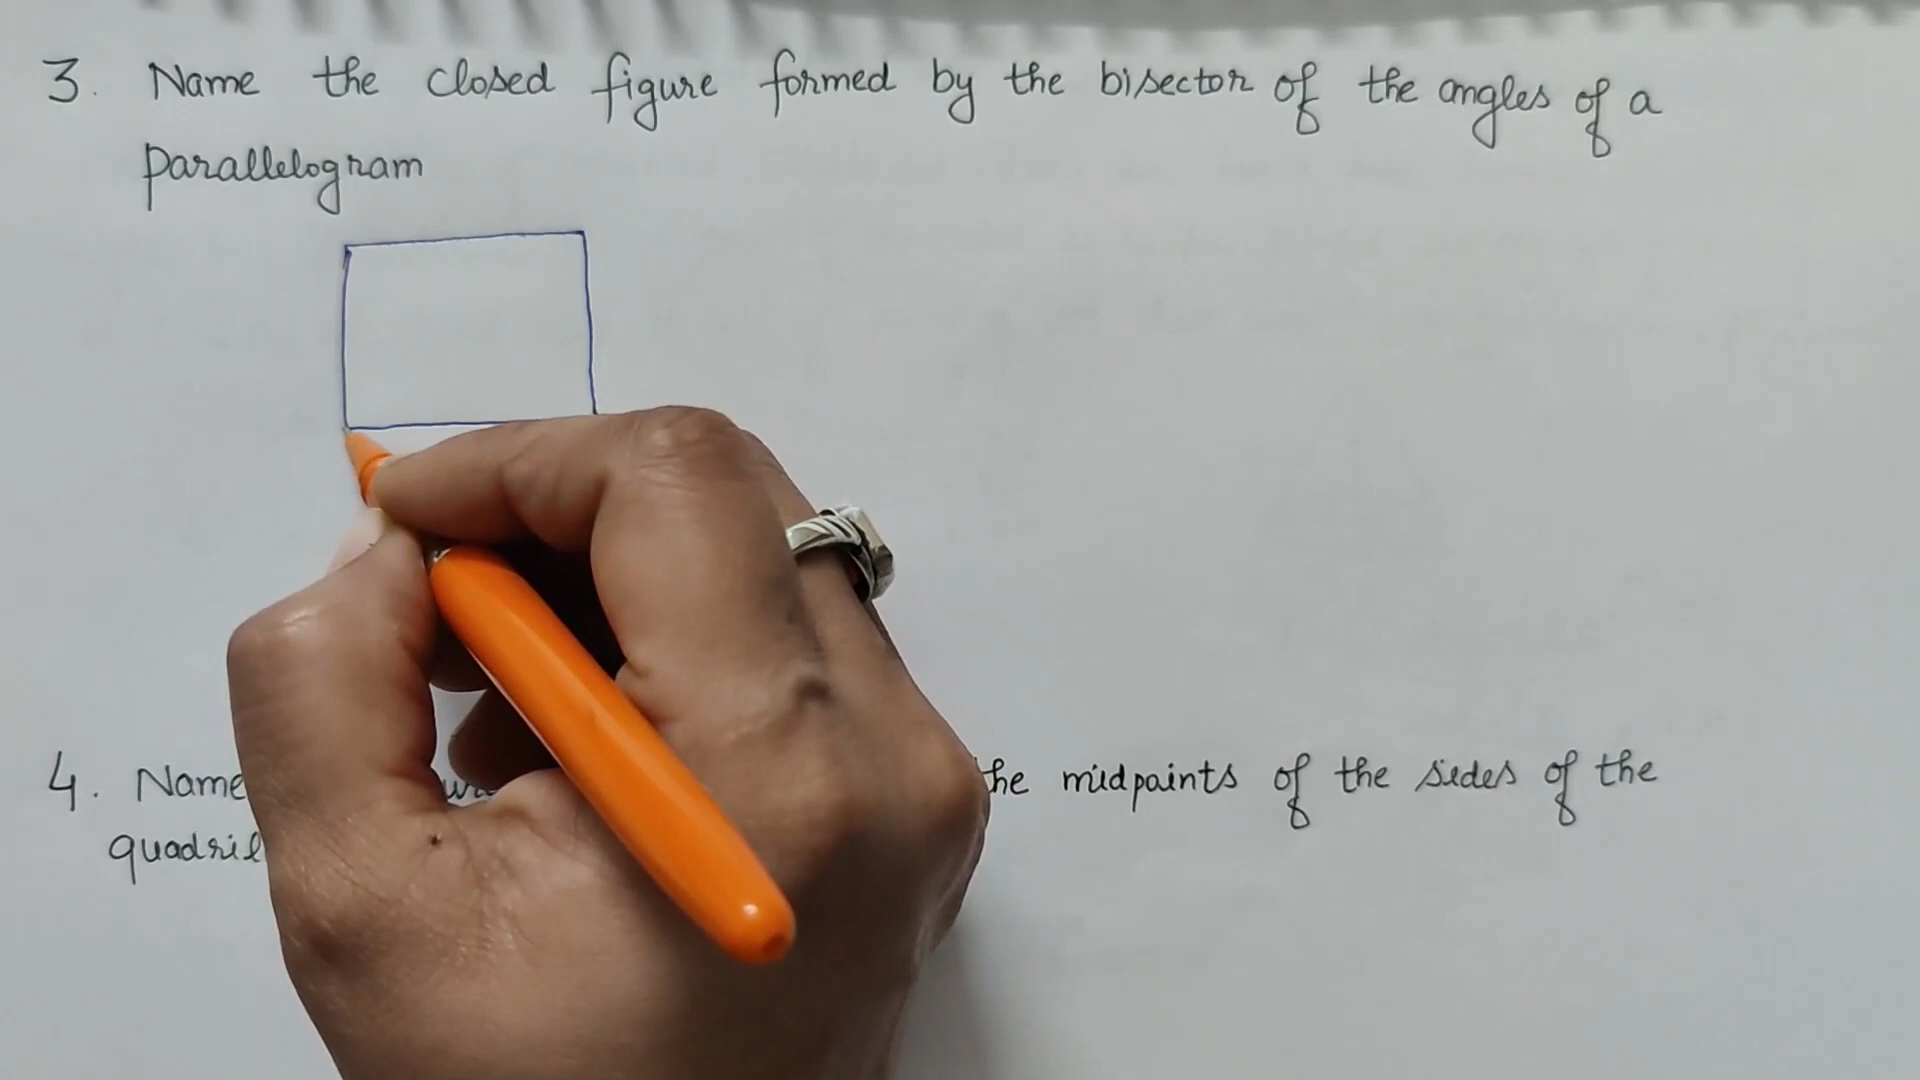 3. Name the closed figure formed by the bisector of the angles of a
parallelogram
4. Name the midpaints of the sides of the